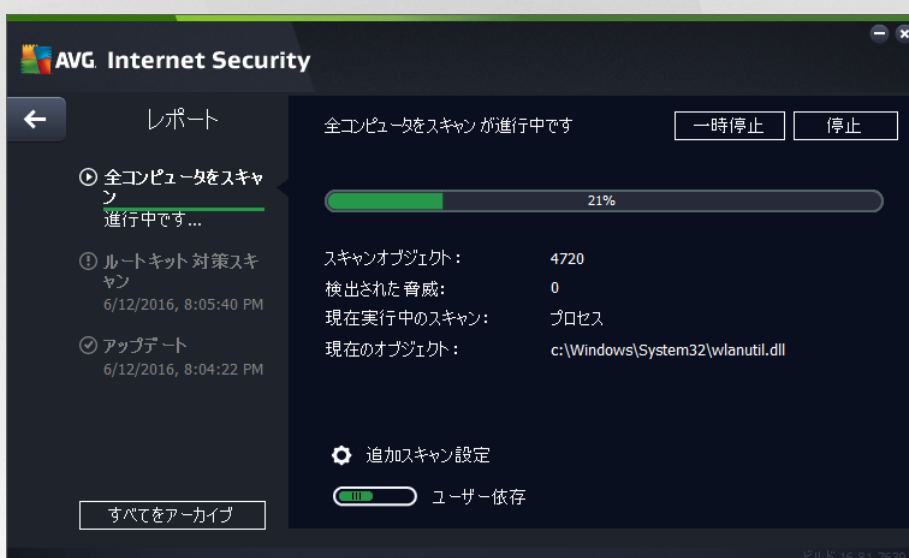 AVG Internet Security
レポート
全コンピュータをスキャン
進行中です...
ルートキット 対策スキャン
6/12/2016, 8:05:40 PM
アップデート
6/12/2016, 8:04:22 PM
すべてをアーカイブ
全コンピュータをスキャン が進行中です
一時停止
停止
21%
スキャンオブジェクト: 4720
検出された 脅威: 0
現在実行中のスキャン: プロセス
現在のオブジェクト: c:\Windows\System32\wlanutil.dll
追加スキャン設定
ユーザー依存
ビルド 16.81.7639